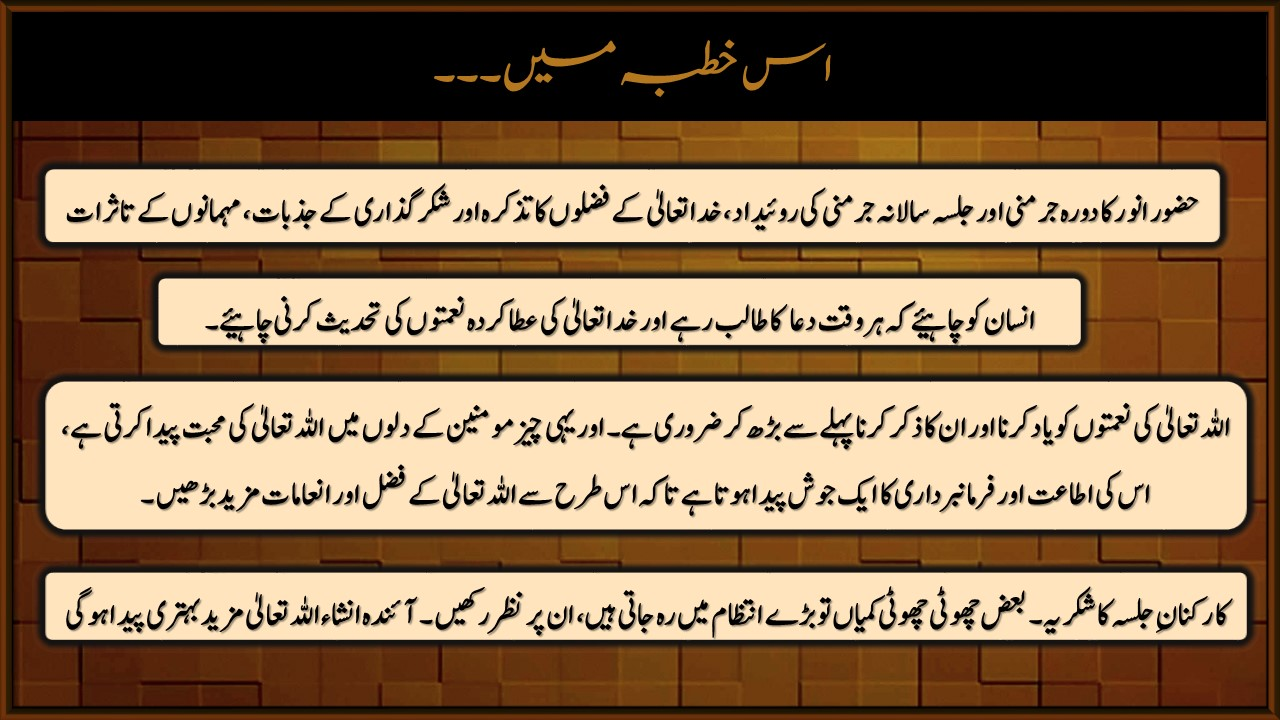 اس خطبہ میں۔۔۔
حضور انور کا دورہ جرمنی اور جلسہ سالانہ جرمنی کی روئیداد، خدا تعالیٰ کے فضلوں کا تذکرہ اور شکر گذاری کے جذبات، مہمانوں کے تاثرات
انسان کو چاہیئے کہ ہر وقت دعا کا طالب رہے اور خدا تعالیٰ کی عطا کردہ نعمتوں کی تحدیث کرنی چاہیئے۔
اللہ تعالیٰ کی نعمتوں کو یاد کرنا اور ان کا ذکر کرنا پہلے سے بڑھ کر ضروری ہے۔ اور یہی چیز مومنین کے دلوں میں اللہ تعالیٰ کی محبت پیدا کرتی ہے،
اس کی اطاعت اور فرمانبرداری کا ایک جوش پیدا ہوتا ہے تاکہ اس طرح سے اللہ تعالیٰ کے فضل اور انعامات مزید بڑھیں۔
کارکنانِ جلسہ کا شکریہ۔ بعض چھوٹی چھوٹی کمیاں تو بڑے انتظام میں رہ جاتی ہیں، ان پر نظر رکھیں۔ آئندہ انشاء اللہ تعالیٰ مزید بہتری پیدا ہوگی